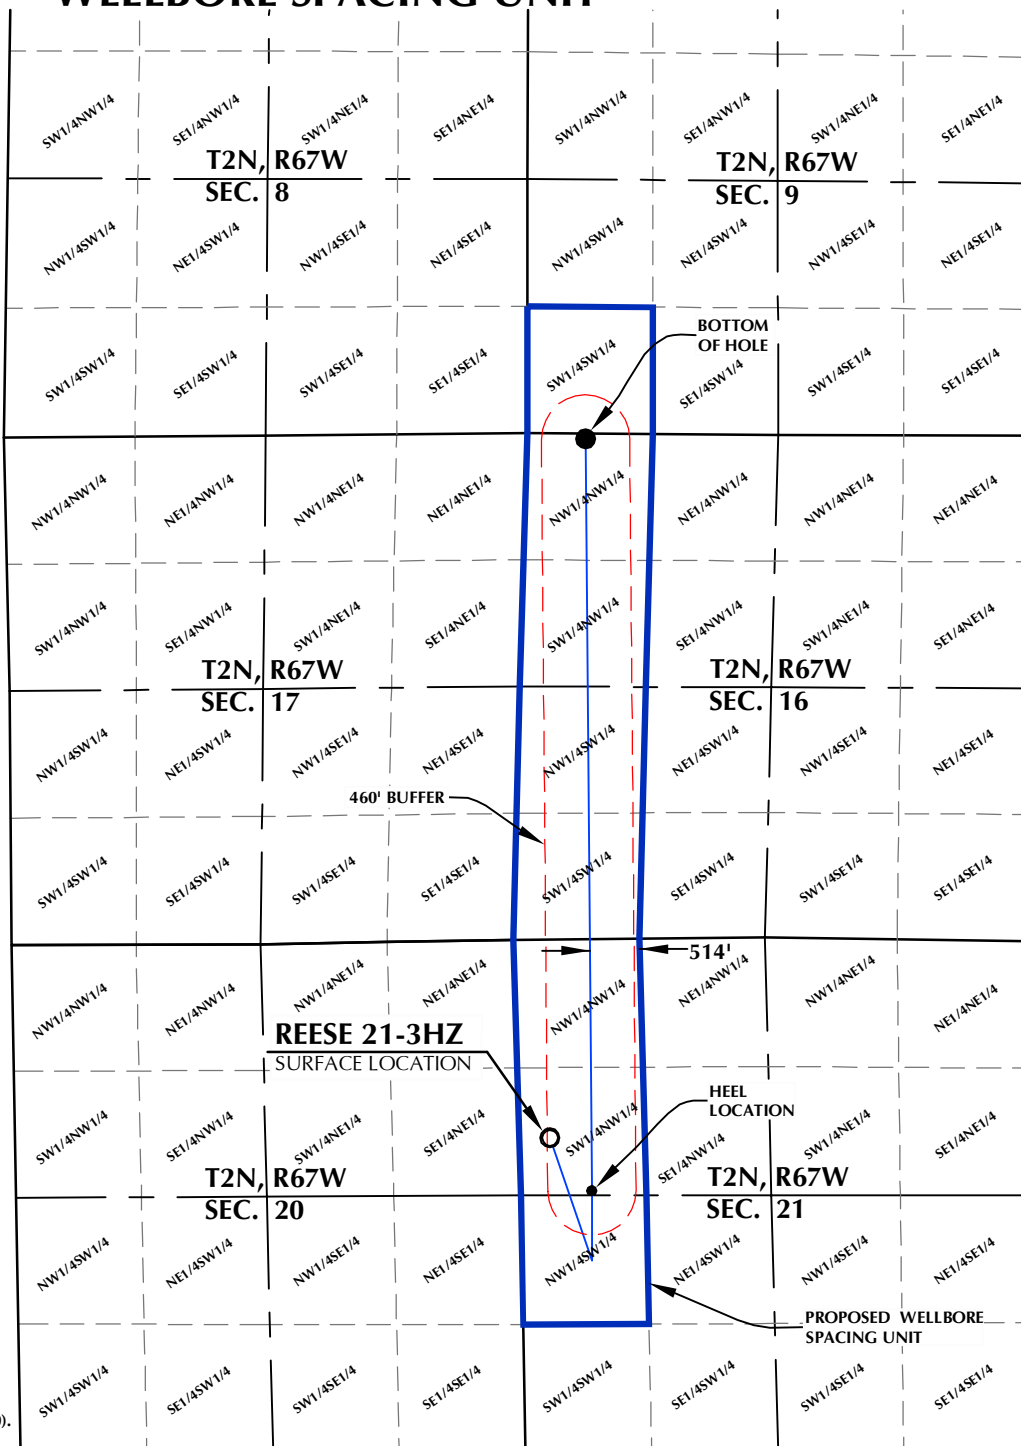 WELLBORE SPACING UNIT
SW1/4NW1/4
SE1/4NW1/4
SW1/4NE1/4
SE1/4NE1/4
SW1/4NW1/4
SE1/4NW1/4
SW1/4NE1/4
SE1/4NE1/4
T2N, R67W
SEC. 8
T2N, R67W
SEC. 9
NW1/4SW1/4
NE1/4SW1/4
NW1/4SE1/4
NE1/4SE1/4
NW1/4SW1/4
NE1/4SW1/4
NW1/4SE1/4
NE1/4SE1/4
BOTTOM
OF HOLE
SW1/4SW1/4
SE1/4SW1/4
SW1/4SE1/4
SE1/4SE1/4
SW1/4SW1/4
SE1/4SW1/4
SW1/4SE1/4
SE1/4SE1/4
NW1/4NW1/4
NE1/4NW1/4
NW1/4NE1/4
NE1/4NE1/4
NW1/4NW1/4
NE1/4NW1/4
NW1/4NE1/4
NE1/4NE1/4
SW1/4NW1/4
SE1/4NW1/4
SW1/4NE1/4
SE1/4NE1/4
SW1/4NW1/4
SE1/4NW1/4
SW1/4NE1/4
SE1/4NE1/4
T2N, R67W
SEC. 17
T2N, R67W
SEC. 16
NW1/4SW1/4
NE1/4SW1/4
NW1/4SE1/4
NE1/4SE1/4
NW1/4SW1/4
NE1/4SW1/4
NW1/4SE1/4
NE1/4SE1/4
460' BUFFER
SW1/4SW1/4
SE1/4SW1/4
SW1/4SE1/4
SE1/4SE1/4
SW1/4SW1/4
SE1/4SW1/4
SW1/4SE1/4
SE1/4SE1/4
514'
NW1/4NW1/4
NE1/4NW1/4
NW1/4NE1/4
NE1/4NE1/4
NW1/4NW1/4
NE1/4NW1/4
NW1/4NE1/4
NE1/4NE1/4
REESE 21-3HZ
SURFACE LOCATION
HEEL
LOCATION
SW1/4NW1/4
SE1/4NW1/4
SW1/4NE1/4
SE1/4NE1/4
SW1/4NW1/4
SE1/4NW1/4
SW1/4NE1/4
SE1/4NE1/4
T2N, R67W
SEC. 20
T2N, R67W
SEC. 21
NW1/4SW1/4
NE1/4SW1/4
NW1/4SE1/4
NE1/4SE1/4
NW1/4SW1/4
NE1/4SW1/4
NW1/4SE1/4
NE1/4SE1/4
PROPOSED WELLBORE
SPACING UNIT
SW1/4SW1/4
SE1/4SW1/4
SW1/4SE1/4
SE1/4SE1/4
SW1/4SW1/4
SE1/4SW1/4
SW1/4SE1/4
SE1/4SE1/4